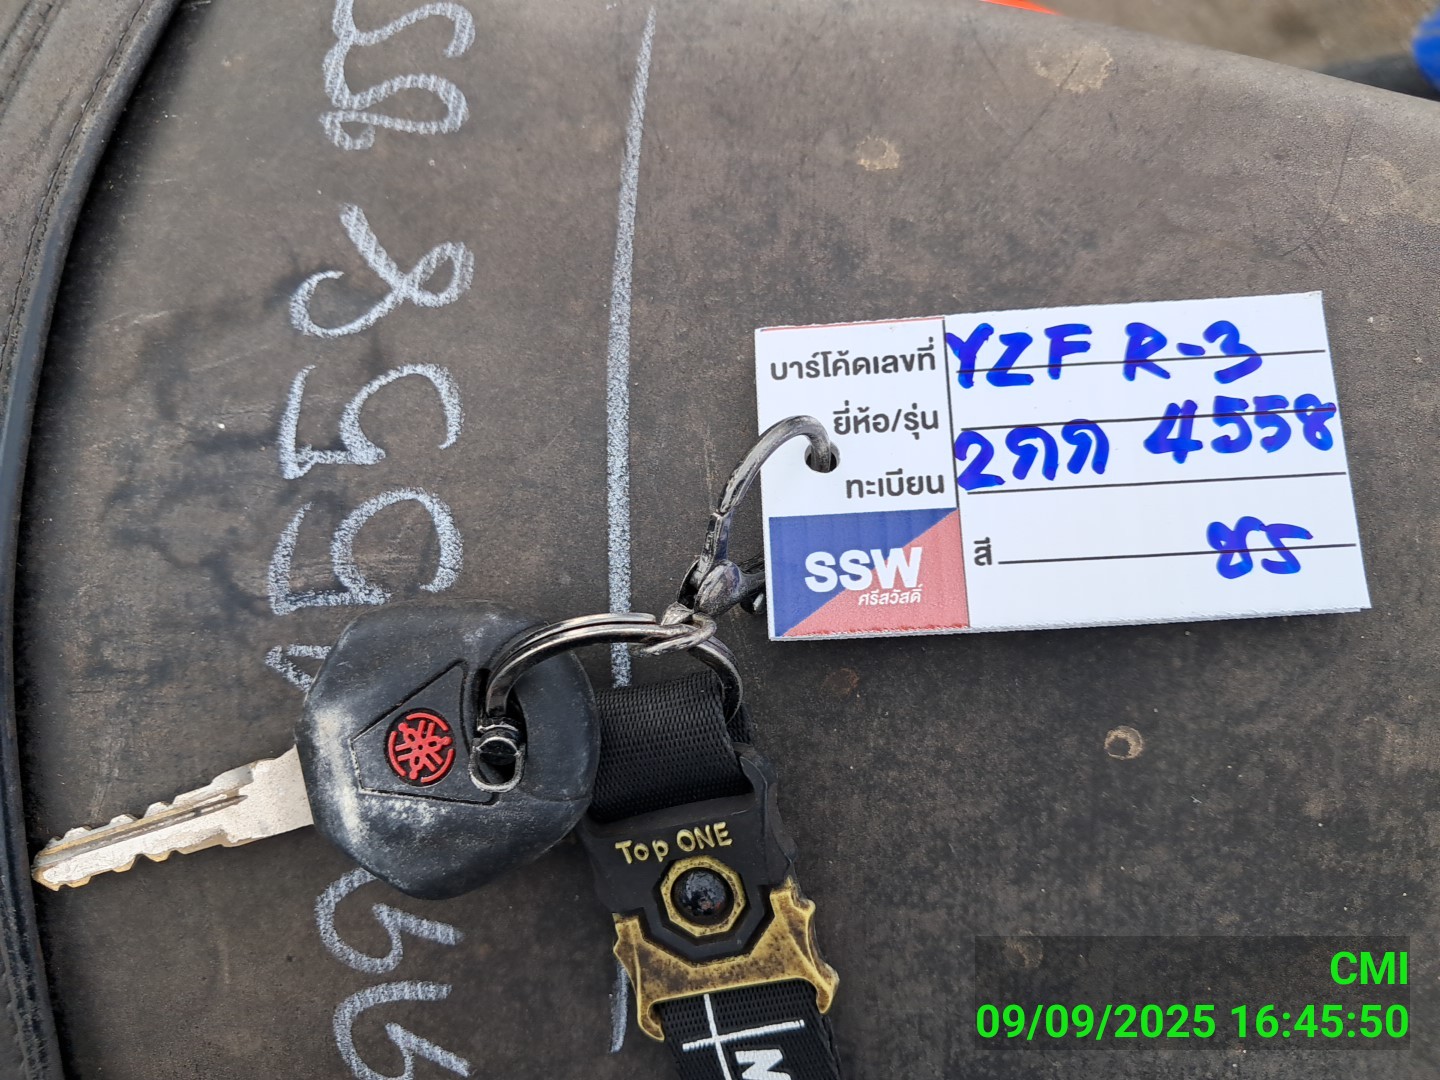 บาร์โค้ดเลขที่ YZF R-3
ยี่ห้อ/รุ่น
ทะเบียน 2กก 4558
SSW
ศรีสวัสดิ์
สี ชร
Top ONE
M
4558
CMI
09/09/2025 16:45:50